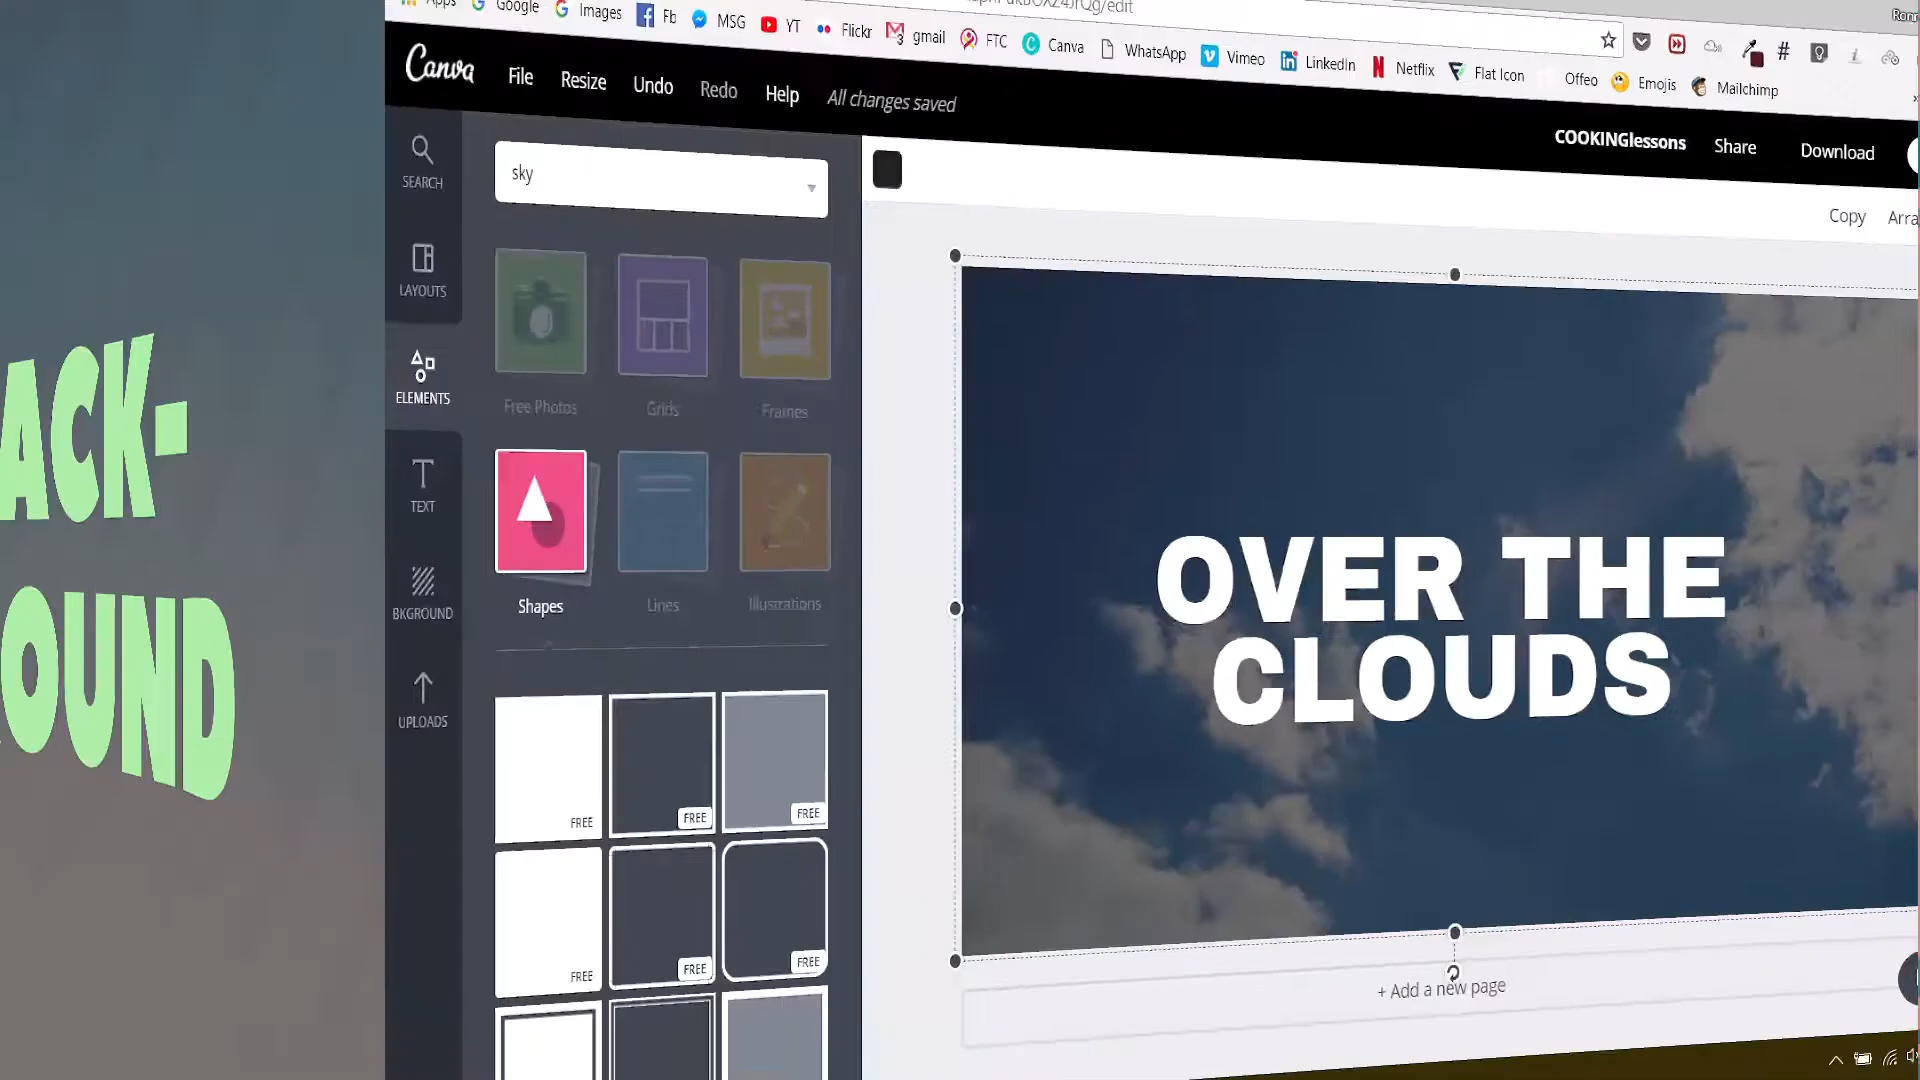 ACK-
OUND
Apps Google Images Fb MSG YT Flickr gmail FTC Canva WhatsApp Vimeo LinkedIn Netflix Flat Icon Offeo Emojis Mailchimp
Canva File Resize Undo Redo Help All changes saved
COOKINGlessons Share Download
Copy
SEARCH
LAYOUTS
ELEMENTS
TEXT
BKGROUND
UPLOADS
sky
Free Photos Grids Frames
Shapes Lines Illustrations
FREE FREE FREE
FREE FREE FREE
OVER THE
CLOUDS
+ Add a new page